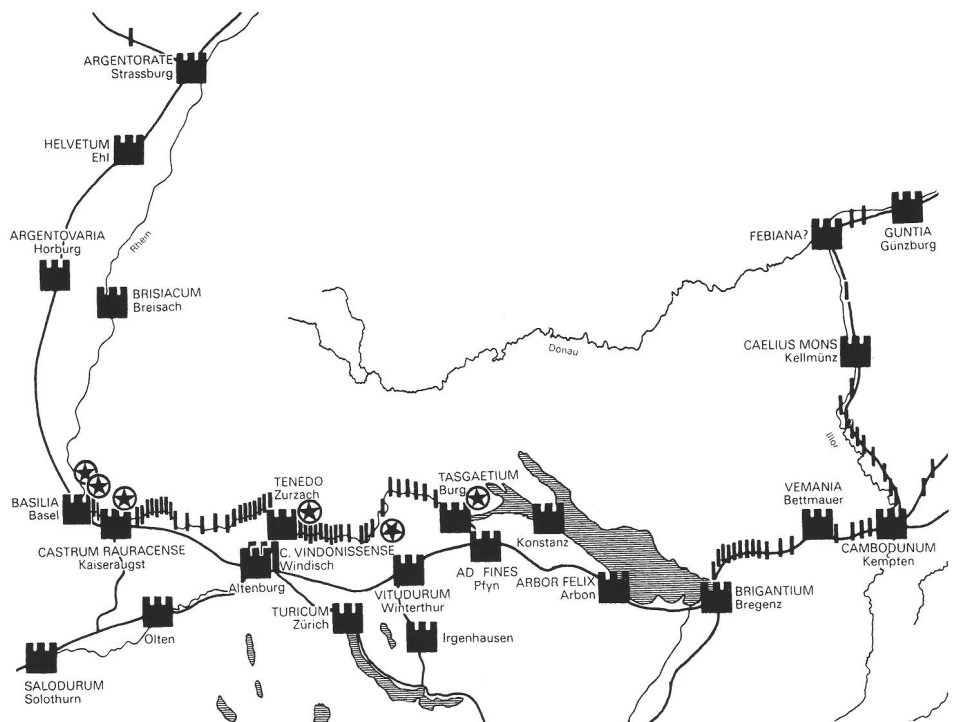 ARGENTORATE
Strassburg
HELVETUM
Ehl
ARGENTOVARIA
Horburg
Rhein
BRISIACUM
Breisach
FEBIANA?
GUNTIA
Günzburg
Donau
CAELIUS MONS
Kellmünz
Illor
BASILIA
Basel
CASTRUM RAURACENSE
Kaiseraugst
TENEDO
Zurzach
TASGAETIUM
Burg
Konstanz
VEMANIA
Bettmauer
CAMBODUNUM
Kempten
C. VINDONISSENSE
Windisch
Altenburg
VITUDURUM
Winterthur
AD FINES
Pfyn
ARBOR FELIX
Arbon
BRIGANTIUM
Bregenz
TURICUM
Zürich
Irgenhausen
Olten
SALODURUM
Solothurn